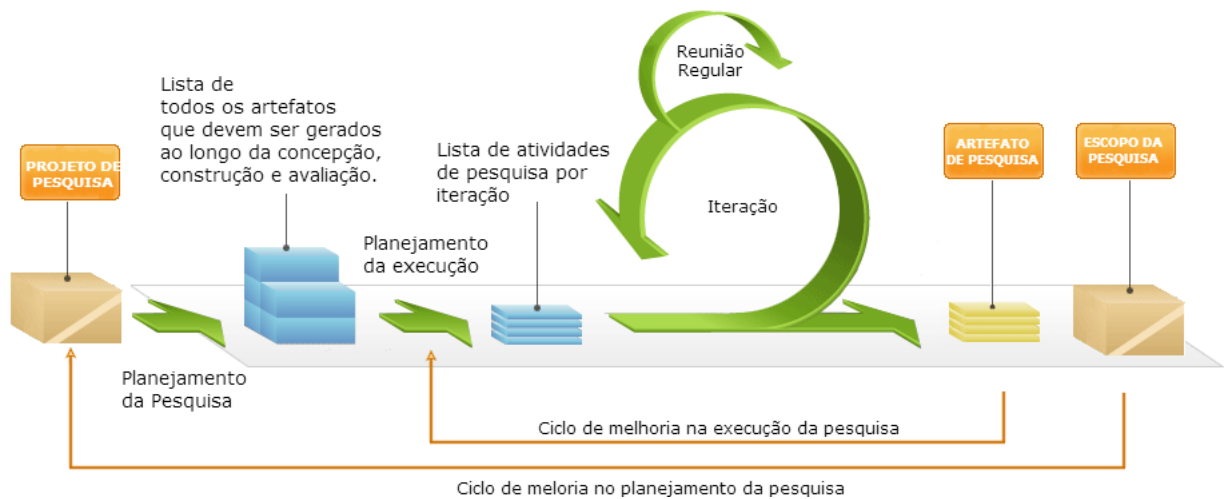 PROJETO DE
PESQUISA
Lista de
todos os artefatos
que devem ser gerados
ao longo da concepção,
construção e avaliação.
Planejamento
da Pesquisa
Planejamento
da execução
Lista de atividades
de pesquisa por
iteração
Reunião
Regular
Iteração
ARTEFATO
DE PESQUISA
ESCOPO DA
PESQUISA
Ciclo de melhoria na execução da pesquisa
Ciclo de meloria no planejamento da pesquisa